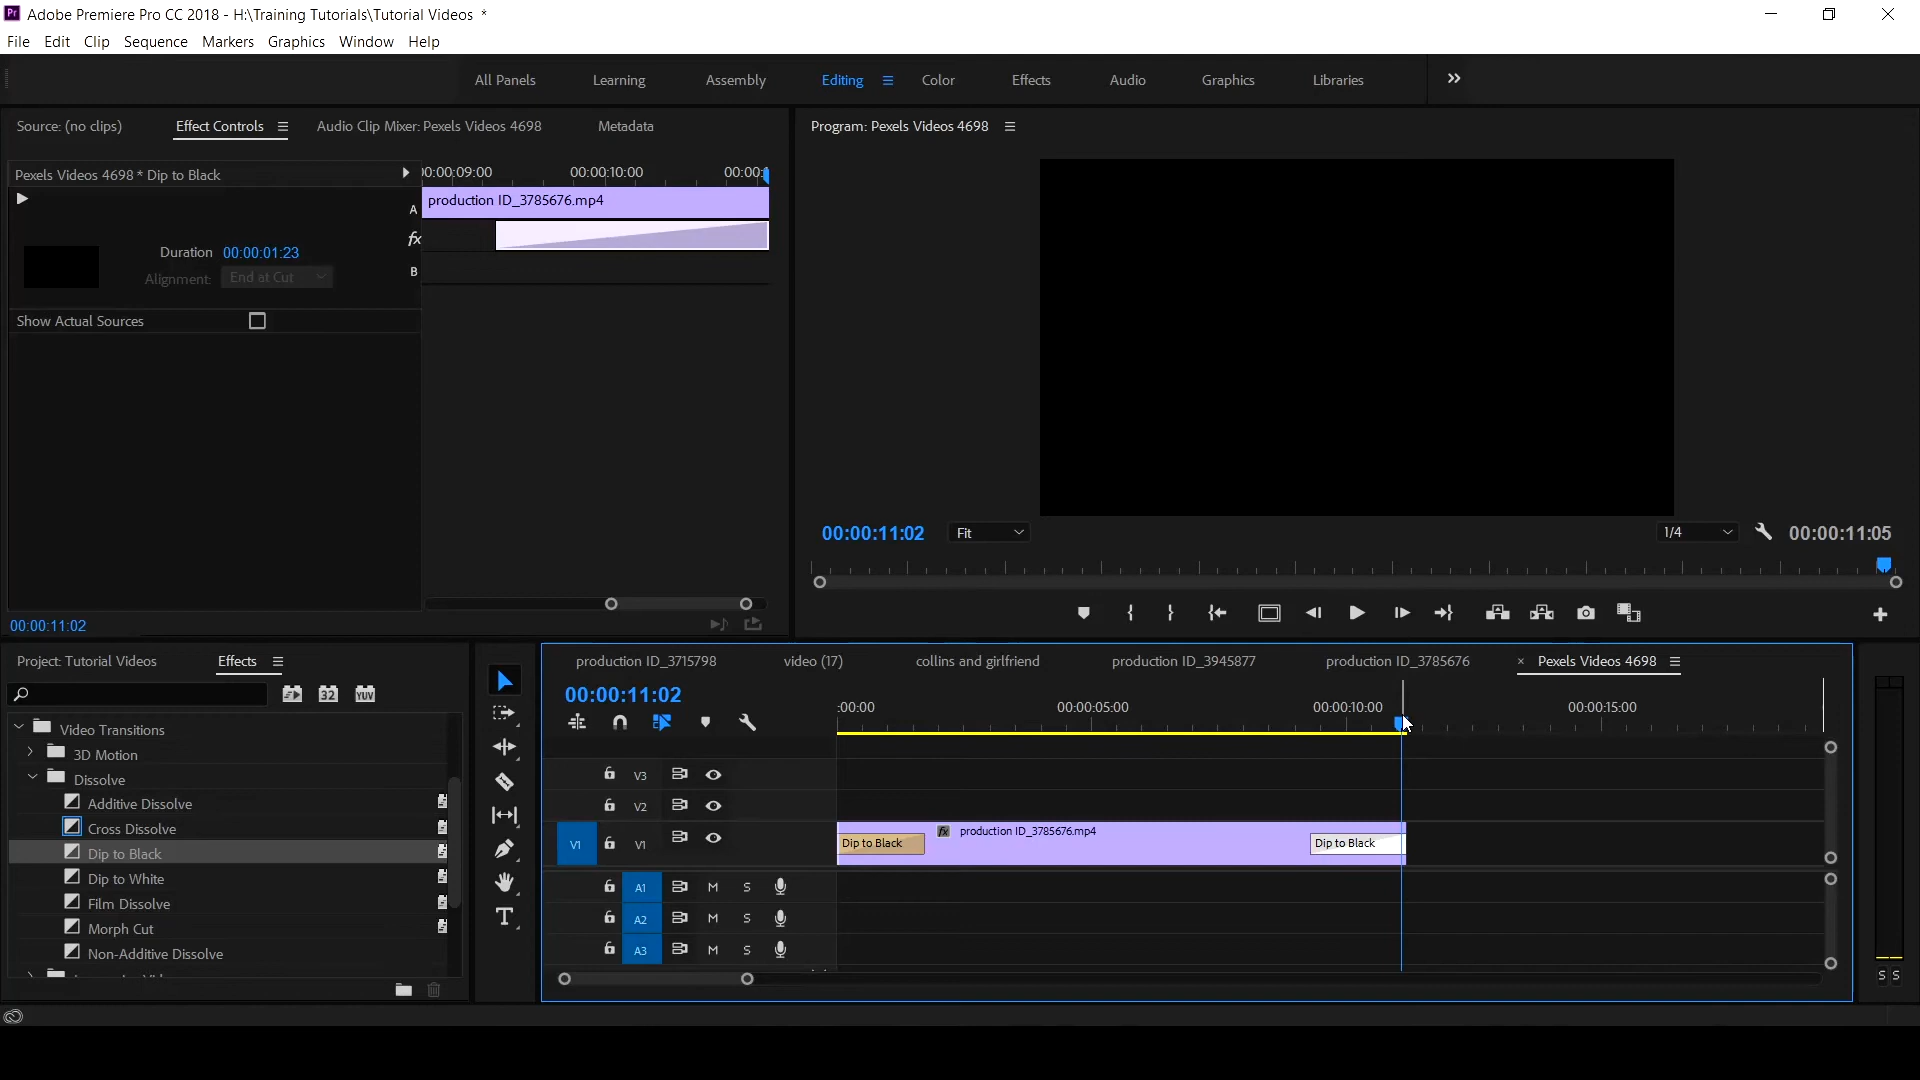 Pr Adobe Premiere Pro CC 2018 - H:\Training Tutorials\Tutorial Videos *
File Edit Clip Sequence Markers Graphics Window Help
All Panels Learning Assembly Editing Color Effects Audio Graphics Libraries
Source: (no clips) Effect Controls Audio Clip Mixer: Pexels Videos 4698 Metadata
Program: Pexels Videos 4698
Pexels Videos 4698 * Dip to Black
00:00:09:00 00:00:10:00 00:00:
A production ID_3785676.mp4
fx
Duration 00:00:01:23
B
Alignment: End at Cut
Show Actual Sources
00:00:11:02 Fit 1/4 00:00:11:05
00:00:11:02
Project: Tutorial Videos Effects
32 YUV
Video Transitions
3D Motion
Dissolve
Additive Dissolve
Cross Dissolve
Dip to Black
Dip to White
Film Dissolve
Morph Cut
Non-Additive Dissolve
production ID_3715798 video (17) collins and girlfriend production ID_3945877 production ID_3785676 × Pexels Videos 4698
00:00:11:02
:00:00 00:00:05:00 00:00:10:00 00:00:15:00
V3
V2
V1 V1 Dip to Black fx production ID_3785676.mp4 Dip to Black
A1 M S
A2 M S
A3 M S
T
S S